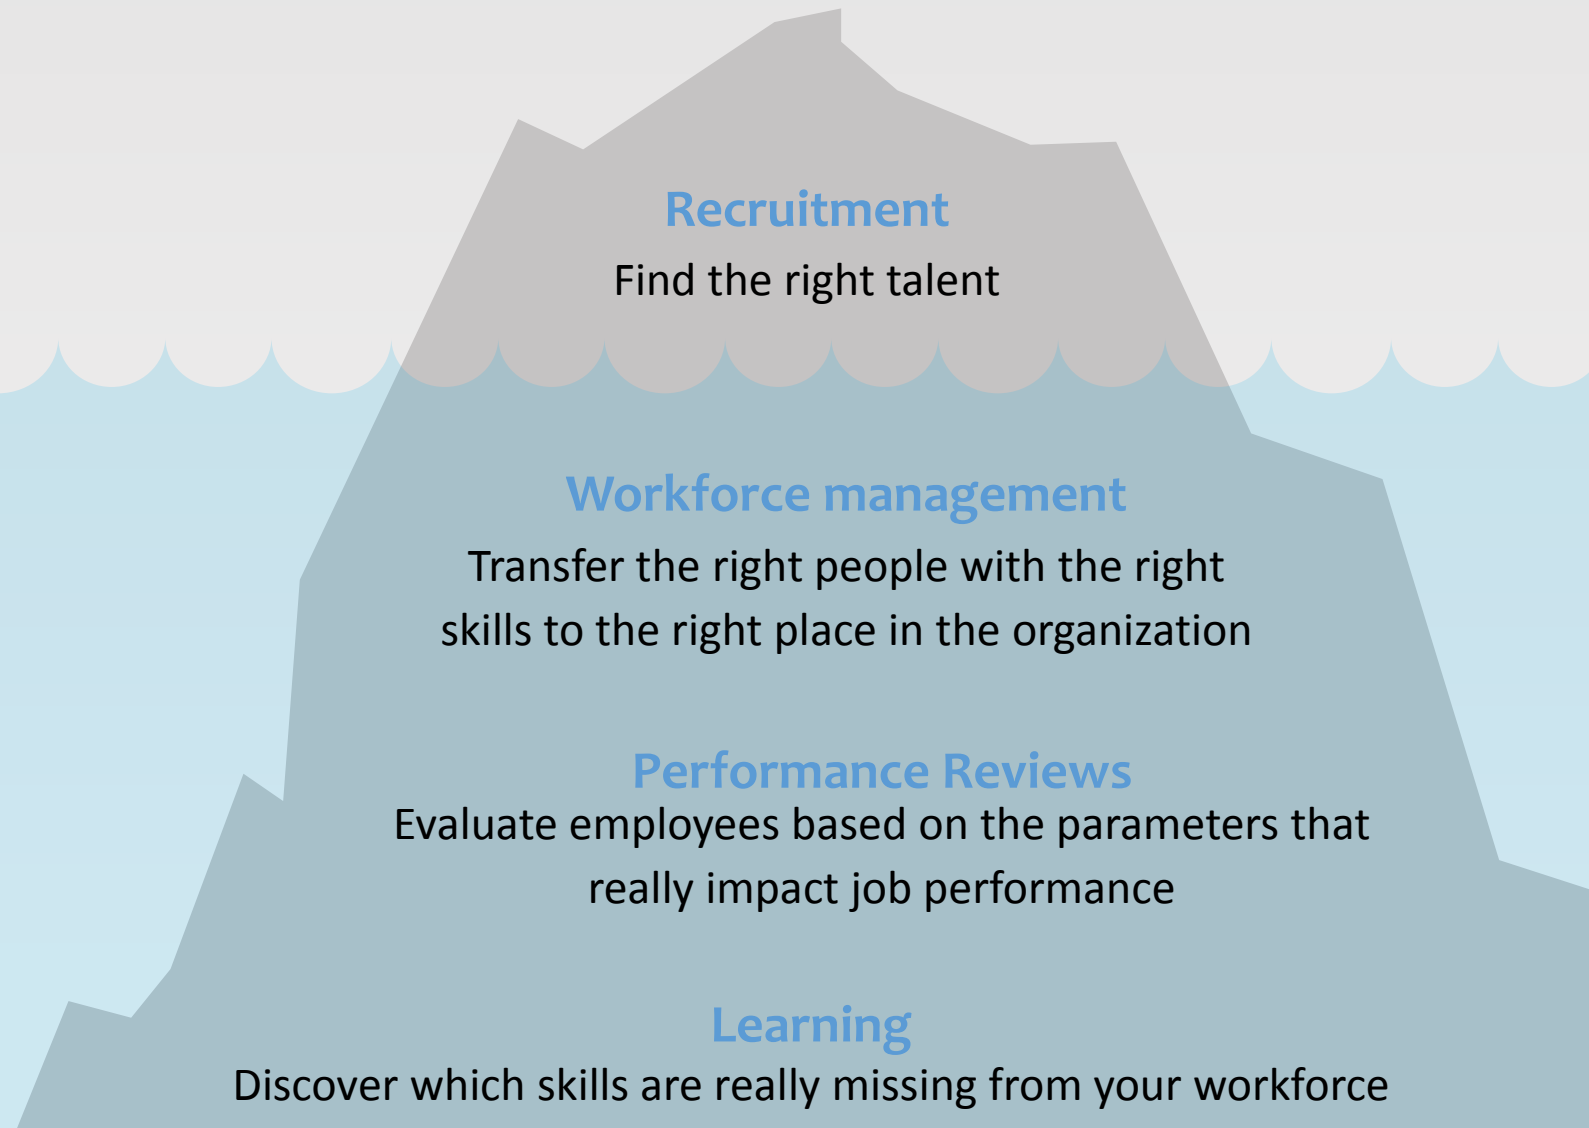 Recruitment
Find the right talent
Workforce management
Transfer the right people with the right
skills to the right place in the organization
Performance Reviews
Evaluate employees based on the parameters that
really impact job performance
Learning
Discover which skills are really missing from your workforce